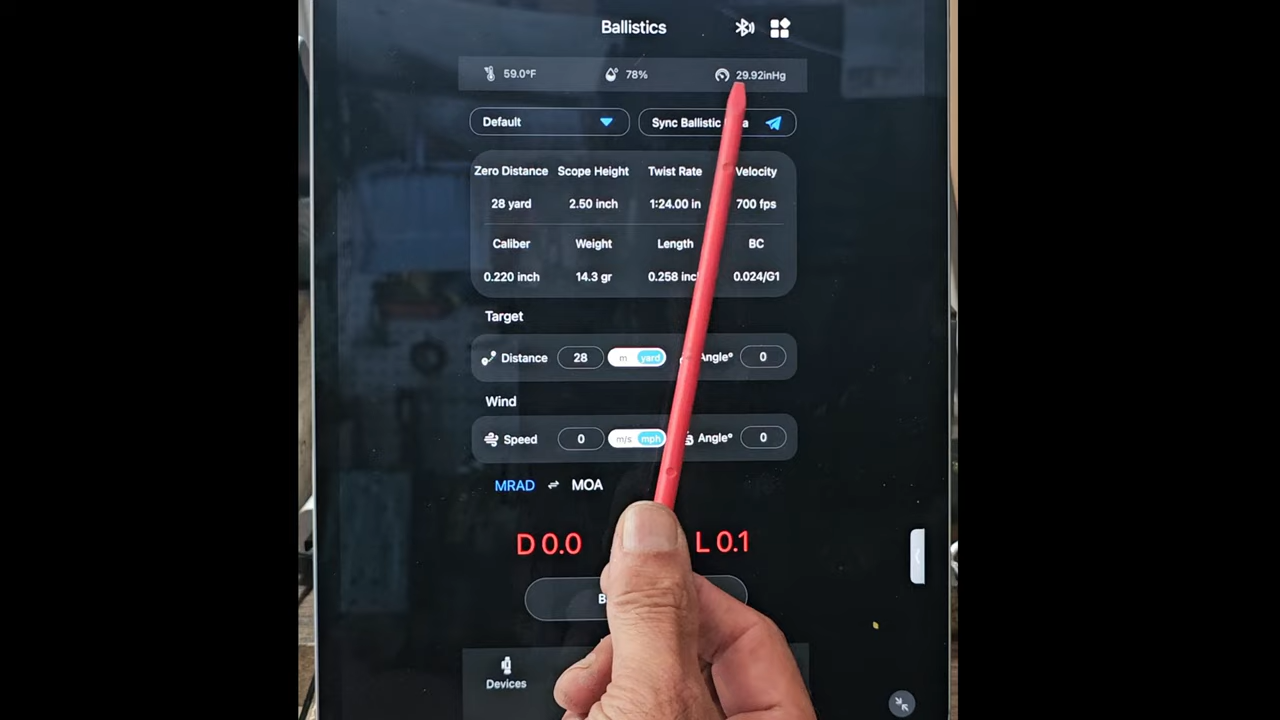 Ballistics
59.0°F 78% 29.92inHg
Default Sync Ballistic
Zero Distance Scope Height Twist Rate Velocity
28 yard 2.50 inch 1:24.00 in 700 fps
Caliber Weight Length BC
0.220 inch 14.3 gr 0.258 inc 0.024/G1
Target
Distance 28 m yard Angle° 0
Wind
Speed 0 m/s mph Angle° 0
MRAD ⇌ MOA
D 0.0 L 0.1
Devices